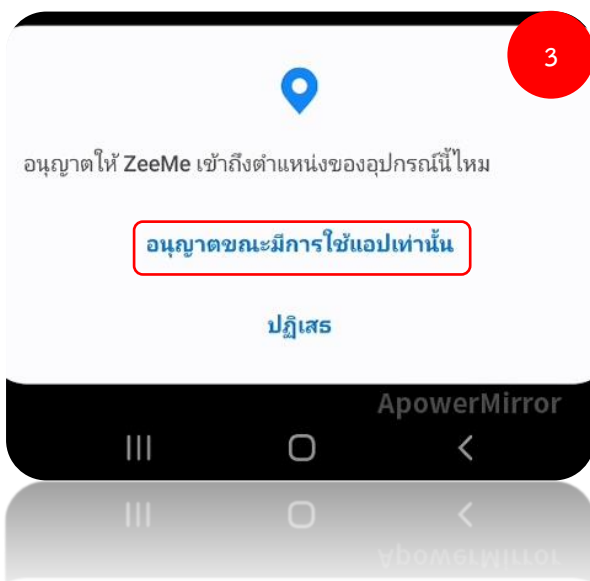 3
อนุญาตให้ ZeeMe เข้าถึงตำแหน่งของอุปกรณ์นี้ไหม
อนุญาตขณะมีการใช้แอปเท่านั้น
ปฏิเสธ
ApowerMirror
ApowerMirror